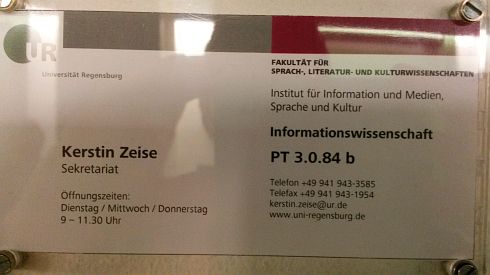 UR
Universität Regensburg
FAKULTÄT FÜR
SPRACH-, LITERATUR- UND KULTURWISSENSCHAFTEN
Institut für Information und Medien,
Sprache und Kultur
Informationswissenschaft
Kerstin Zeise
Sekretariat
PT 3.0.84 b
Öffnungszeiten:
Dienstag / Mittwoch / Donnerstag
9 – 11.30 Uhr
Telefon +49 941 943-3585
Telefax +49 941 943-1954
kerstin.zeise@ur.de
www.uni-regensburg.de